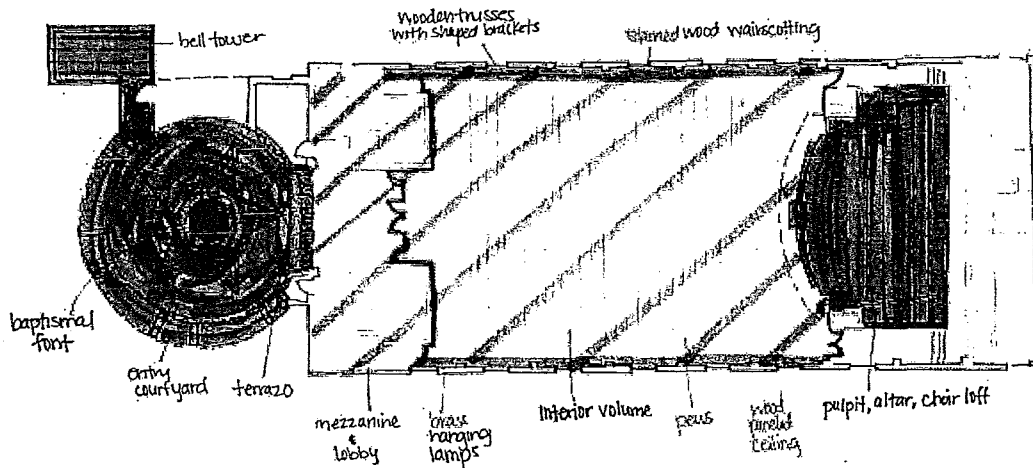 bell tower
wooden trusses
with shaped brackets
stained wood wainscotting
baptismal
font
entry
courtyard
terrazo
mezzanine
&
lobby
brass
hanging
lamps
interior volume
pews
wood
paneled
ceiling
pulpit, altar, choir loft